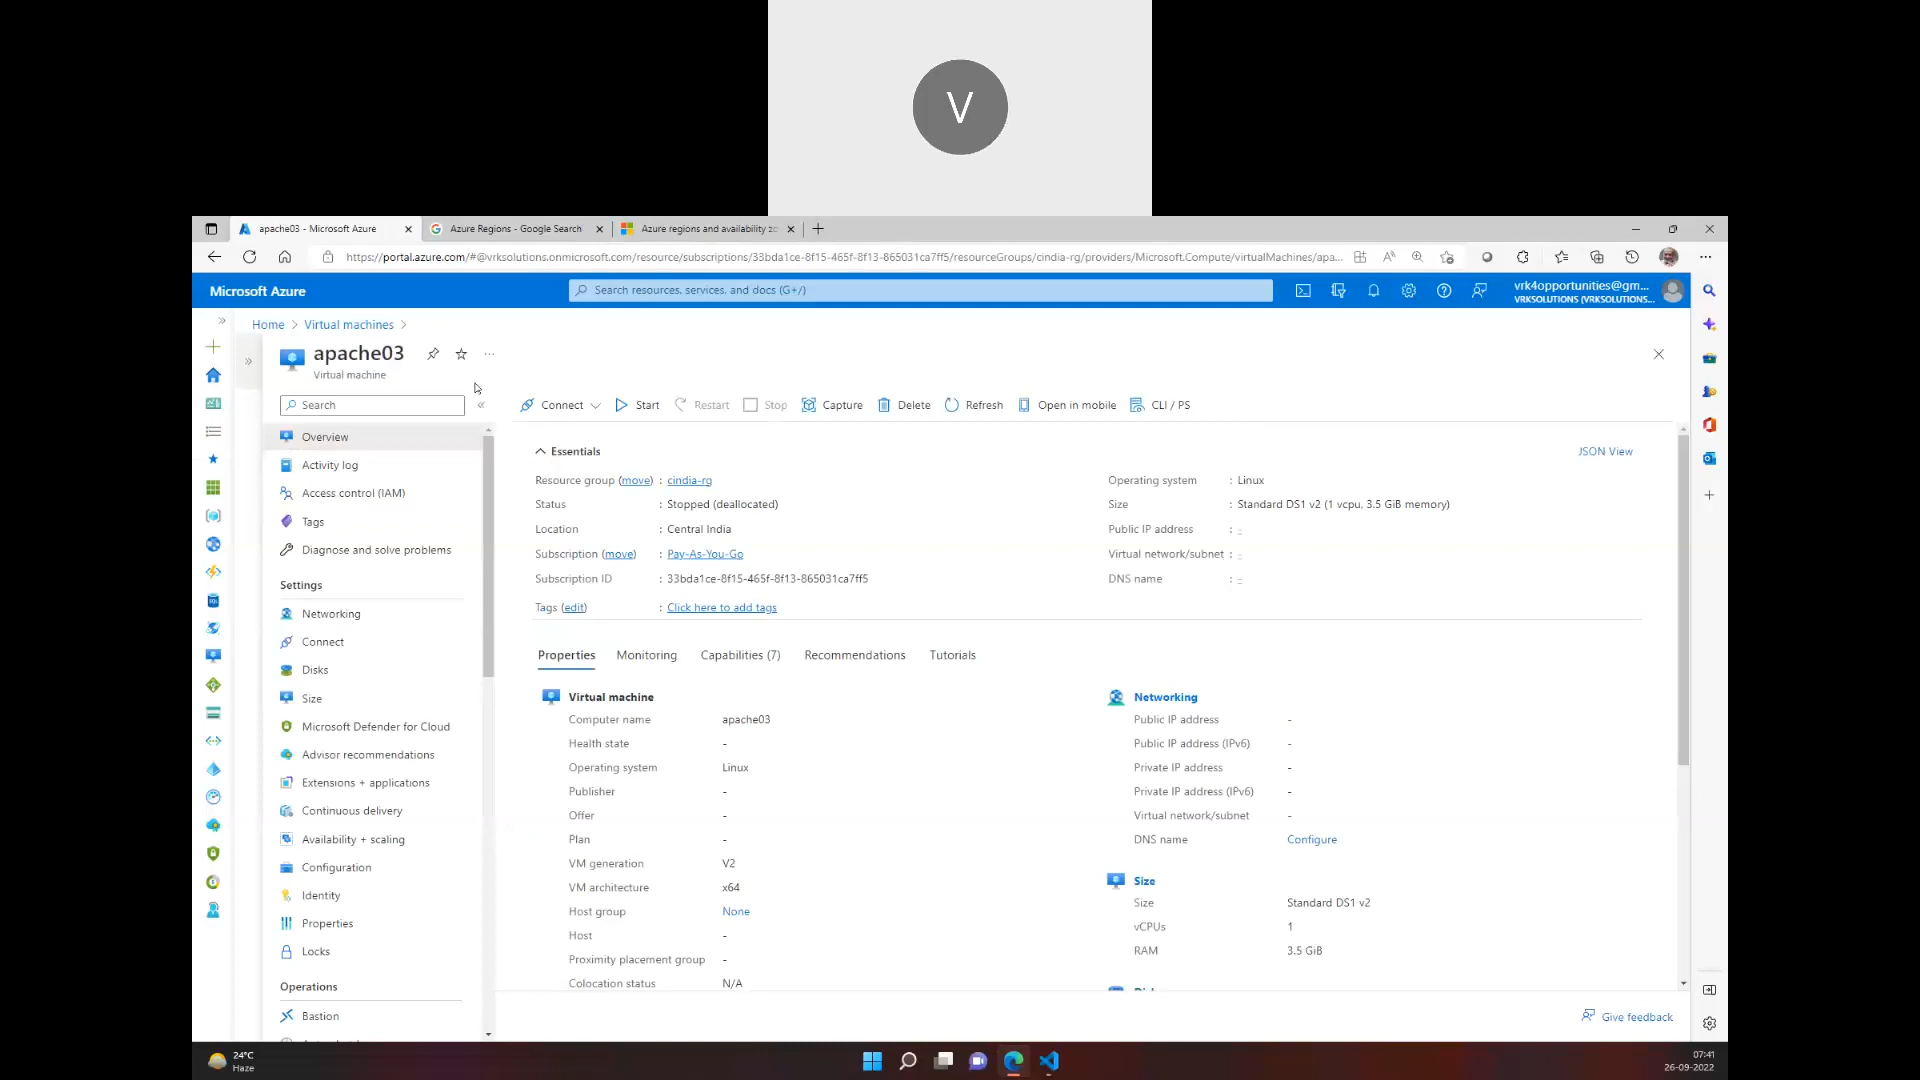 V
apache03 - Microsoft Azure
Azure Regions - Google Search
Azure regions and availability zo
https://portal.azure.com/#@vrksolutions.onmicrosoft.com/resource/subscriptions/33bda1ce-8f15-465f-8f13-865031ca7ff5/resourceGroups/cindia-rg/providers/Microsoft.Compute/virtualMachines/apa...
Microsoft Azure
Search resources, services, and docs (G+/)
vrk4opportunities@gm...
VRKSOLUTIONS (VRKSOLUTIONS...
Home > Virtual machines >
apache03
Virtual machine
Search
Connect
Start
Restart
Stop
Capture
Delete
Refresh
Open in mobile
CLI / PS
Overview
Activity log
Access control (IAM)
Tags
Diagnose and solve problems
Settings
Networking
Connect
Disks
Size
Microsoft Defender for Cloud
Advisor recommendations
Extensions + applications
Continuous delivery
Availability + scaling
Configuration
Identity
Properties
Locks
Operations
Bastion
Essentials
JSON View
Resource group (move) : cindia-rg
Status : Stopped (deallocated)
Location : Central India
Subscription (move) : Pay-As-You-Go
Subscription ID : 33bda1ce-8f15-465f-8f13-865031ca7ff5
Tags (edit) : Click here to add tags
Operating system : Linux
Size : Standard DS1 v2 (1 vcpu, 3.5 GiB memory)
Public IP address : -
Virtual network/subnet : -
DNS name : -
Properties
Monitoring
Capabilities (7)
Recommendations
Tutorials
Virtual machine
Computer name apache03
Health state -
Operating system Linux
Publisher -
Offer -
Plan -
VM generation V2
VM architecture x64
Host group None
Host -
Proximity placement group -
Colocation status N/A
Networking
Public IP address -
Public IP address (IPv6) -
Private IP address -
Private IP address (IPv6) -
Virtual network/subnet -
DNS name Configure
Size
Size Standard DS1 v2
vCPUs 1
RAM 3.5 GiB
Give feedback
24°C
Haze
07:41
26-09-2022